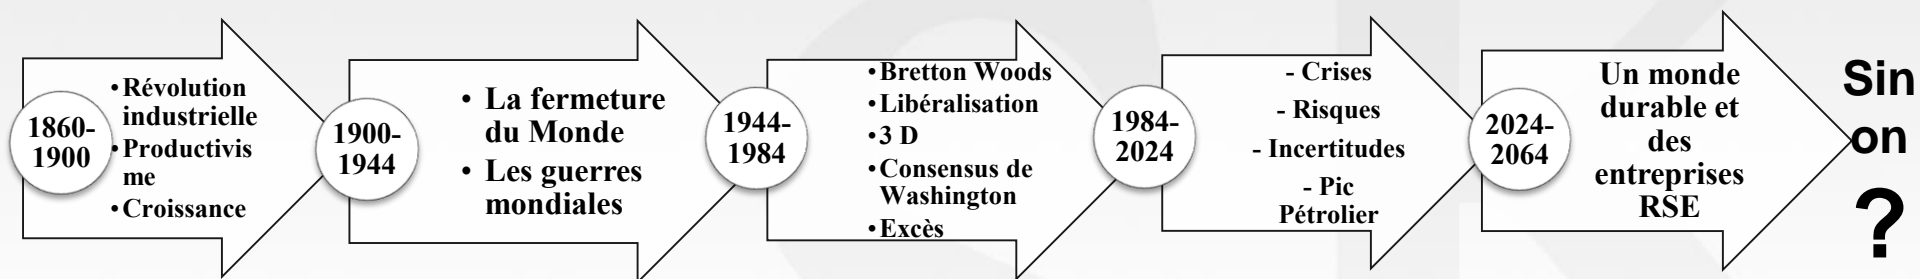 1860-
1900
•Révolution
industrielle
•Productivis
me
•Croissance
1900-
1944
• La fermeture
du Monde
• Les guerres
mondiales
1944-
1984
•Bretton Woods
•Libéralisation
•3 D
•Consensus de
Washington
•Excès
1984-
2024
- Crises
- Risques
- Incertitudes
- Pic
Pétrolier
2024-
2064
Un monde
durable et
des
entreprises
RSE
Sin
on
?